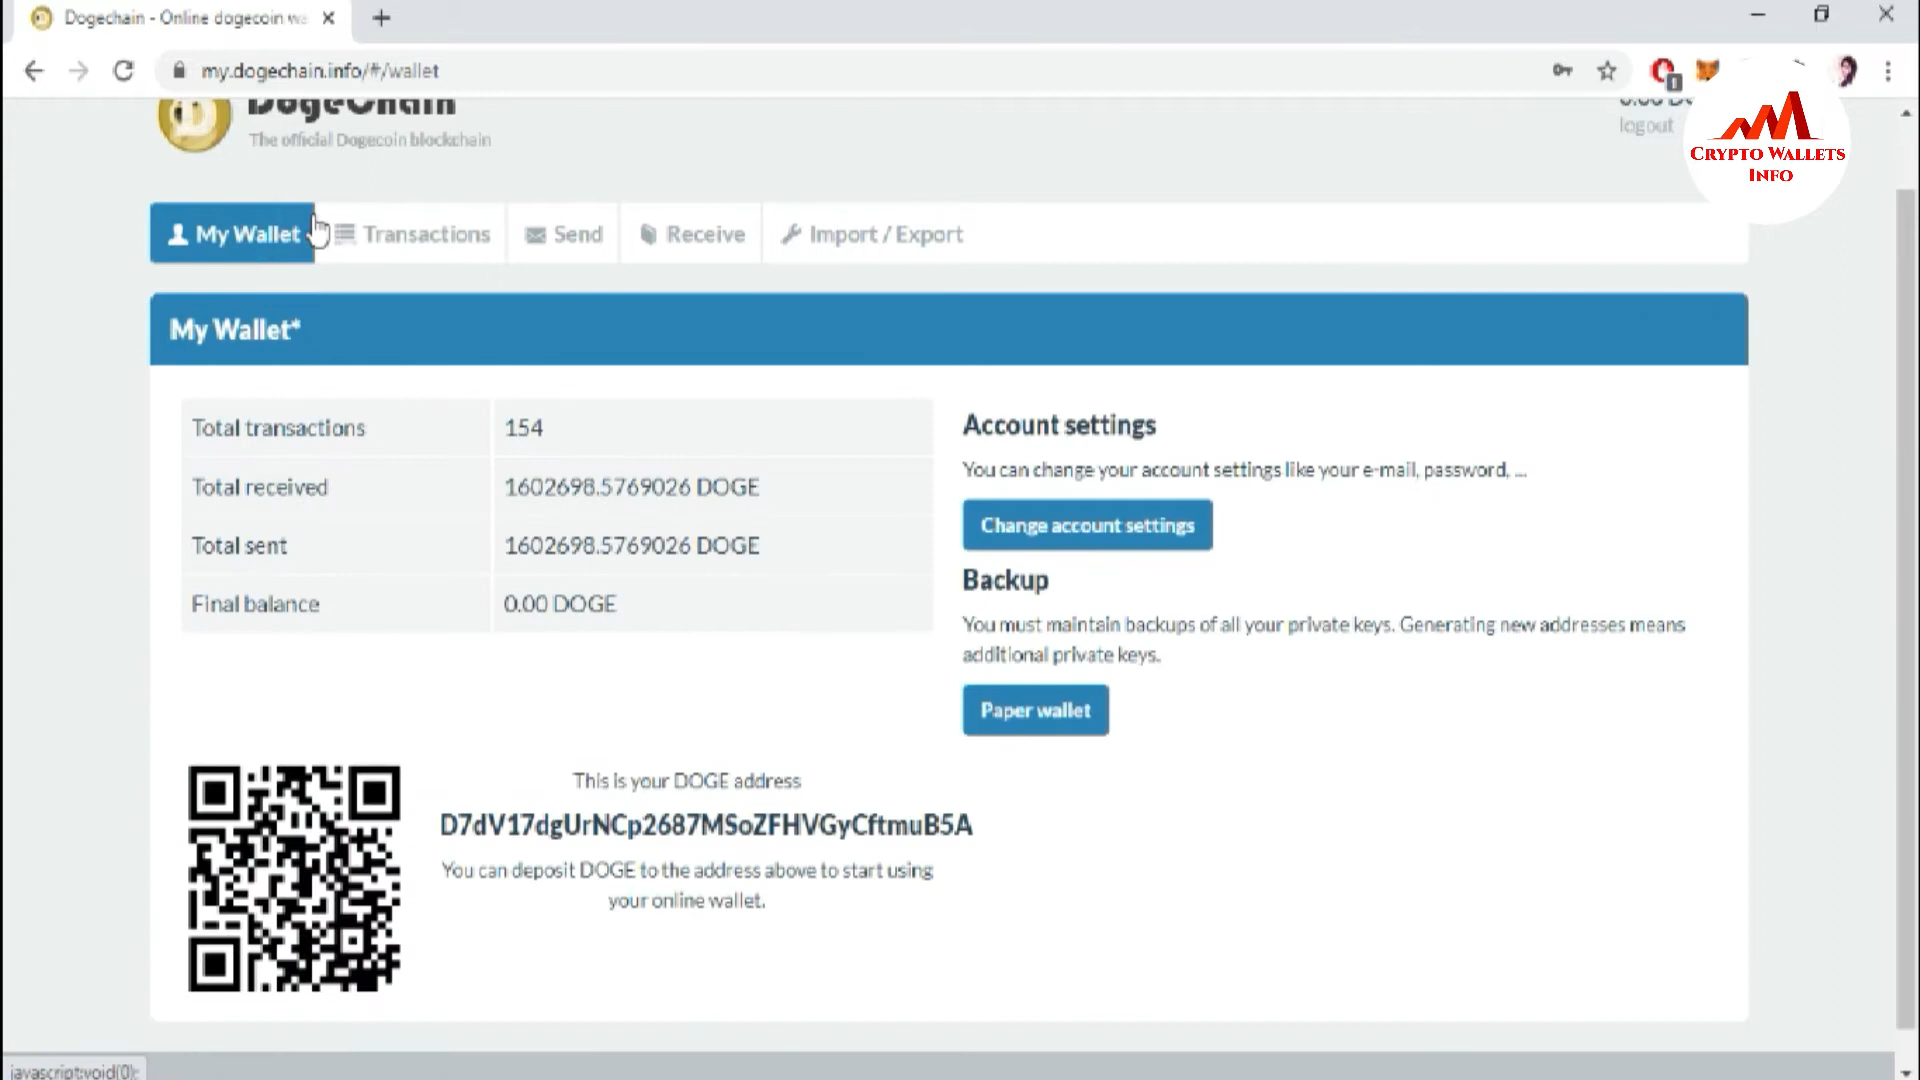 Dogechain - Online dogecoin wa
my.dogechain.info/#/wallet
DogeChain
The official Dogecoin blockchain
logout
CRYPTO WALLETS
INFO
My Wallet
Transactions
Send
Receive
Import / Export
My Wallet*
Total transactions 154
Total received 1602698.5769026 DOGE
Total sent 1602698.5769026 DOGE
Final balance 0.00 DOGE
Account settings
You can change your account settings like your e-mail, password, ...
Change account settings
Backup
You must maintain backups of all your private keys. Generating new addresses means
additional private keys.
Paper wallet
This is your DOGE address
D7dV17dgUrNCp2687MSoZFHVGyCftmuB5A
You can deposit DOGE to the address above to start using
your online wallet.
javascript:void(0);